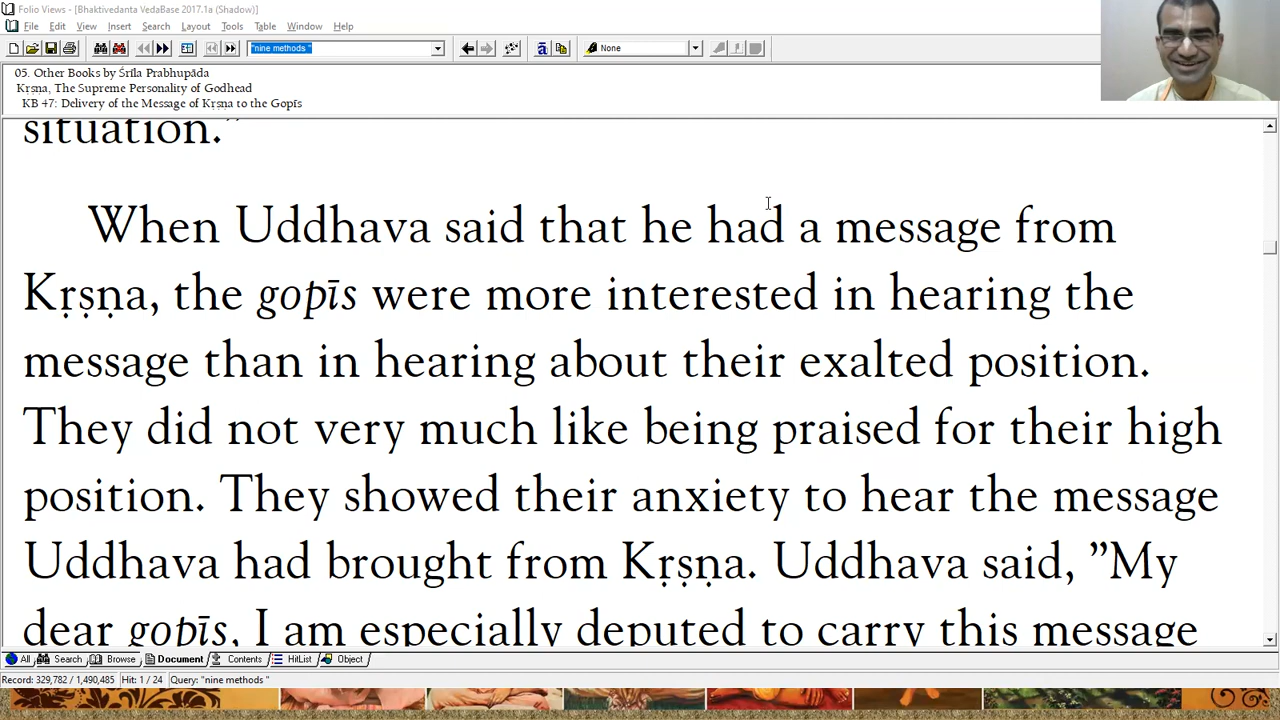 Folio Views - [Bhaktivedanta VedaBase 2017.1a (Shadow)]
File Edit View Insert Search Layout Tools Table Window Help
"nine methods " None
05. Other Books by Śrīla Prabhupāda
Kṛṣṇa, The Supreme Personality of Godhead
KB 47: Delivery of the Message of Kṛṣṇa to the Gopīs
situation.”
When Uddhava said that he had a message from
Kṛṣṇa, the gopīs were more interested in hearing the
message than in hearing about their exalted position.
They did not very much like being praised for their high
position. They showed their anxiety to hear the message
Uddhava had brought from Kṛṣṇa. Uddhava said, ”My
dear gopīs, I am especially deputed to carry this message
All Search Browse Document Contents HitList Object
Record: 329,782 / 1,490,485 Hit: 1 / 24 Query: "nine methods "